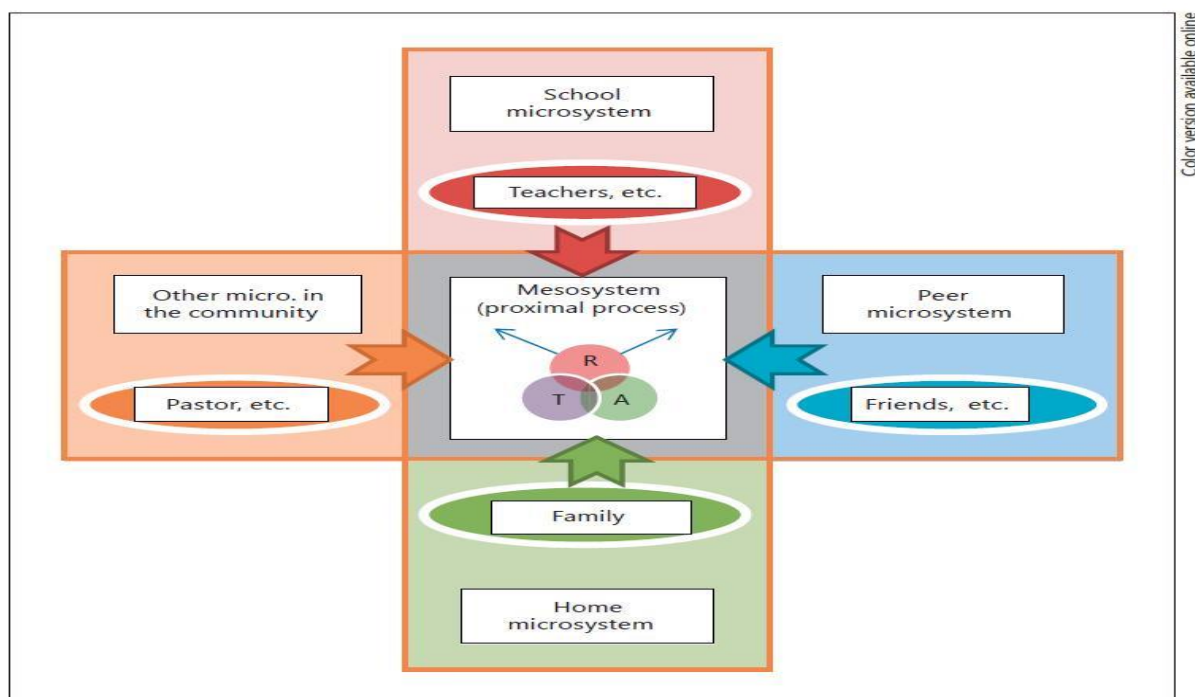 School
microsystem
Teachers, etc.
Other micro. in
the community
Pastor, etc.
Mesosystem
(proximal process)
R
T
A
Peer
microsystem
Friends, etc.
Family
Home
microsystem
Color version available online